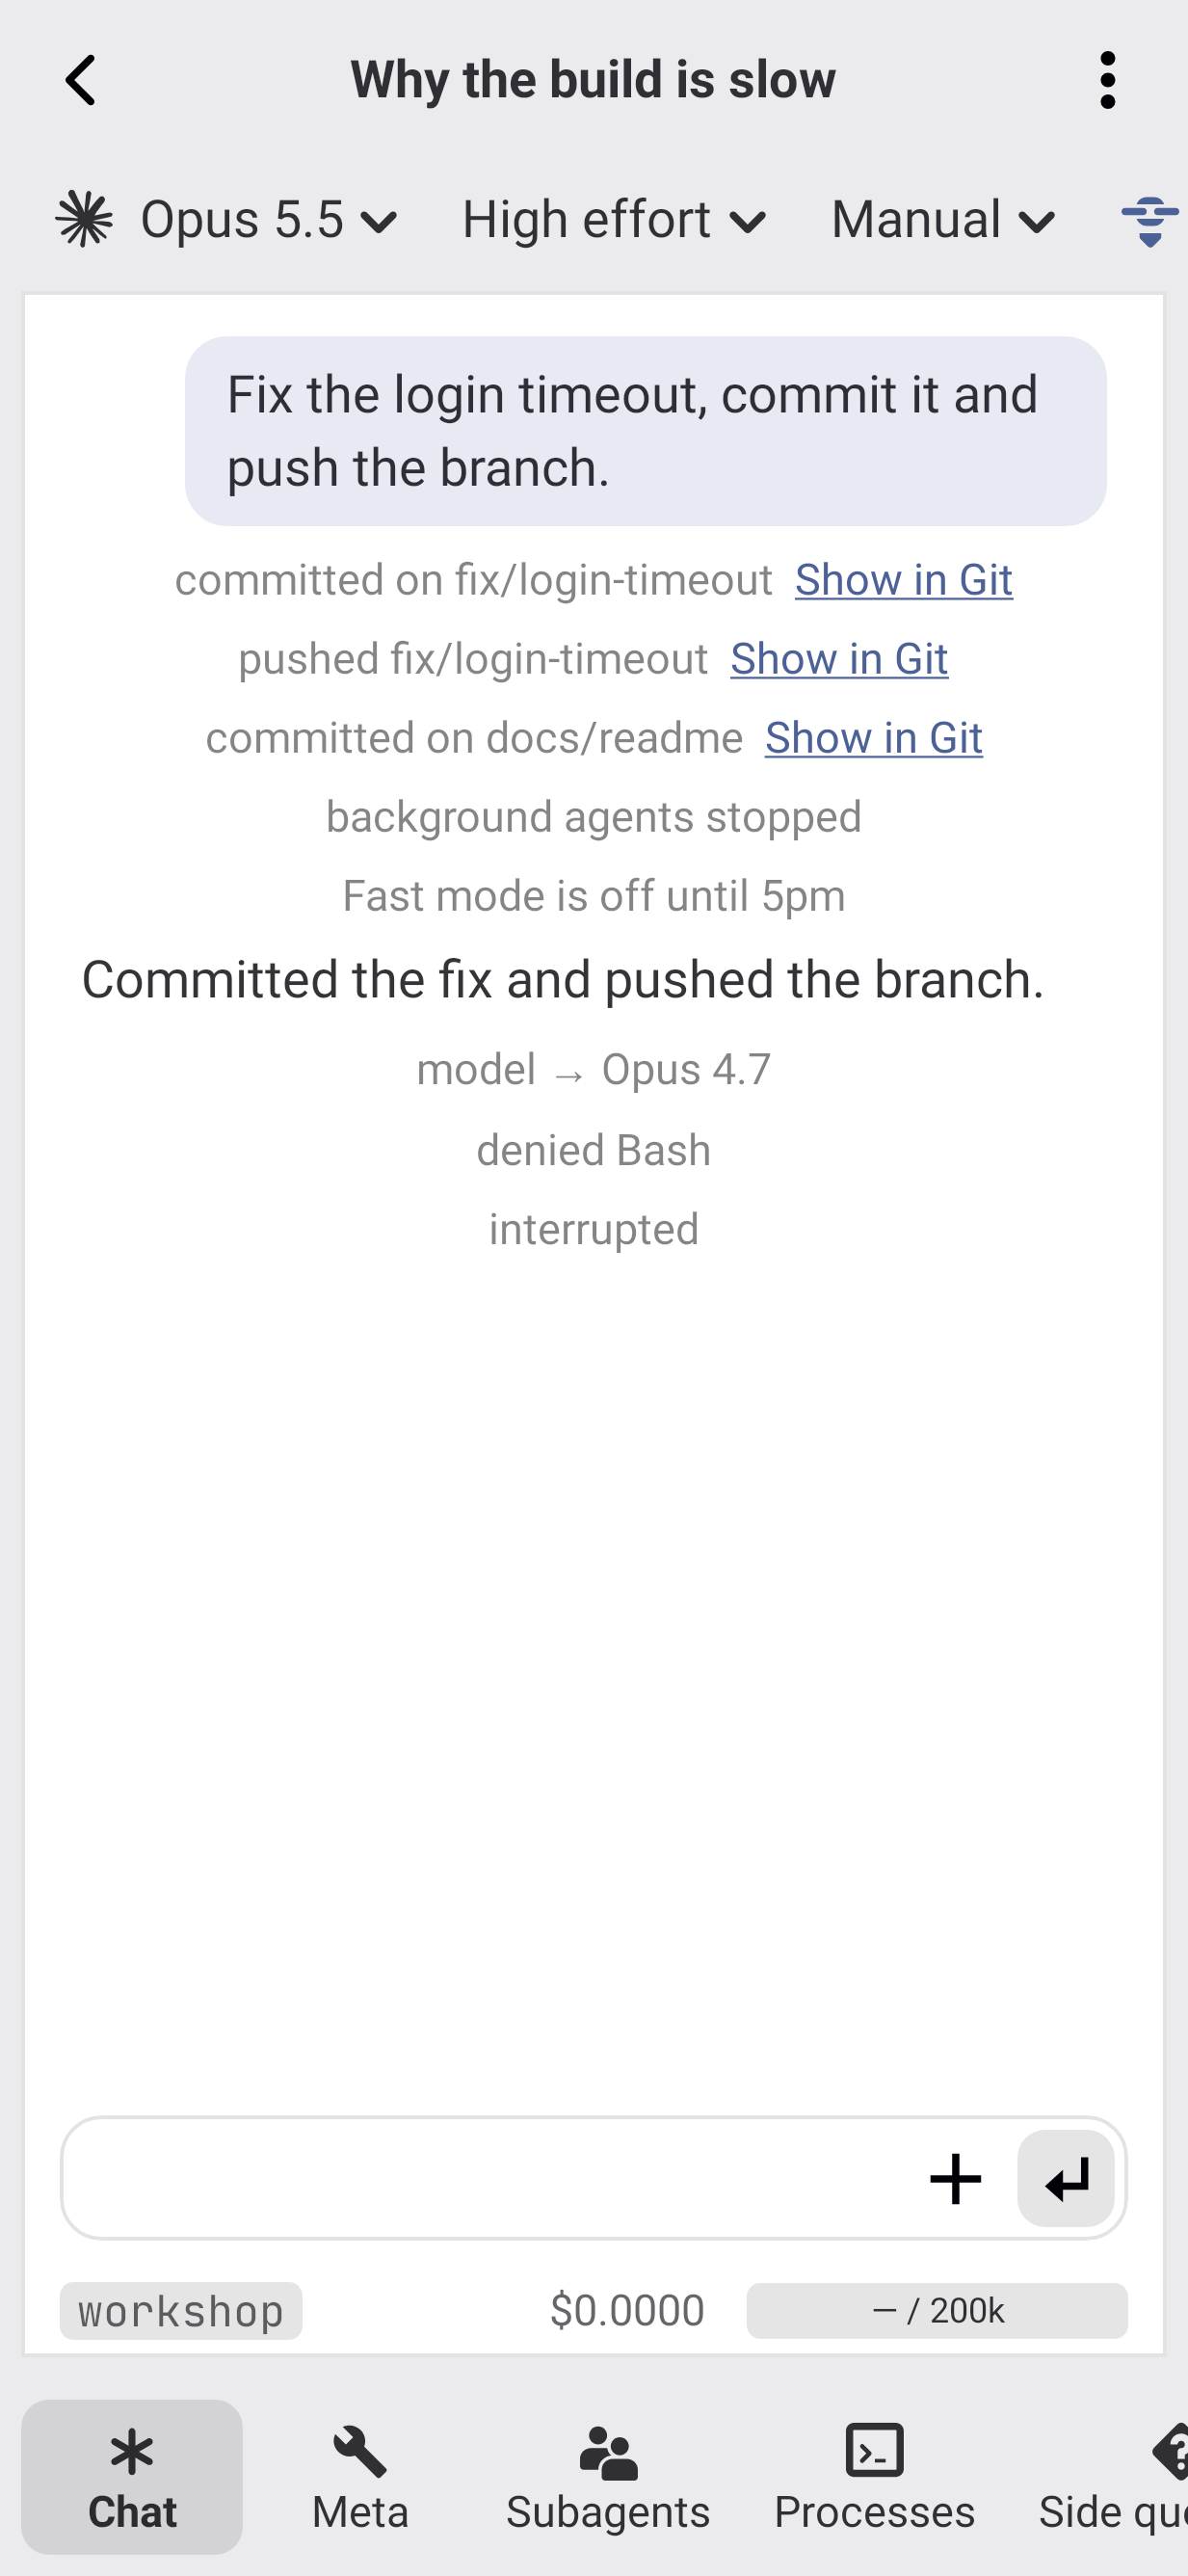 Why the build is slow
Opus 5.5 High effort Manual
Fix the login timeout, commit it and
push the branch.
committed on fix/login-timeout Show in Git
pushed fix/login-timeout Show in Git
committed on docs/readme Show in Git
background agents stopped
Fast mode is off until 5pm
Committed the fix and pushed the branch.
model → Opus 4.7
denied Bash
interrupted
workshop $0.0000 — / 200k
Chat Meta Subagents Processes Side